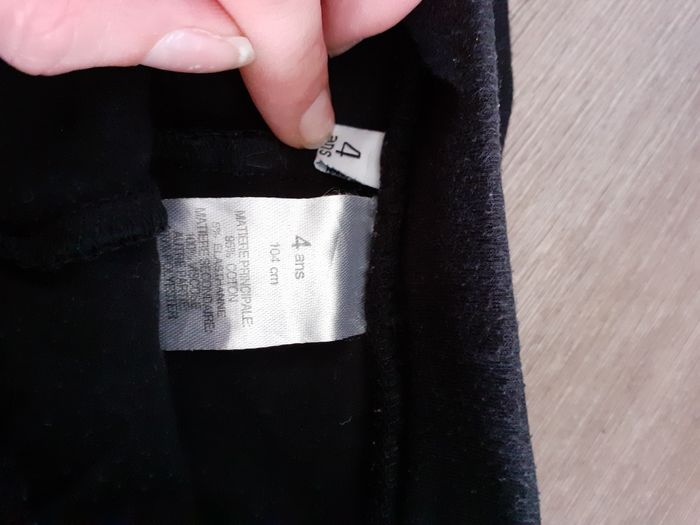 4
ans
4 ans
104 cm
MATIERE PRINCIPALE:
95% COTON
5% ELASTHANNE
MATIERE SECONDAIRE: